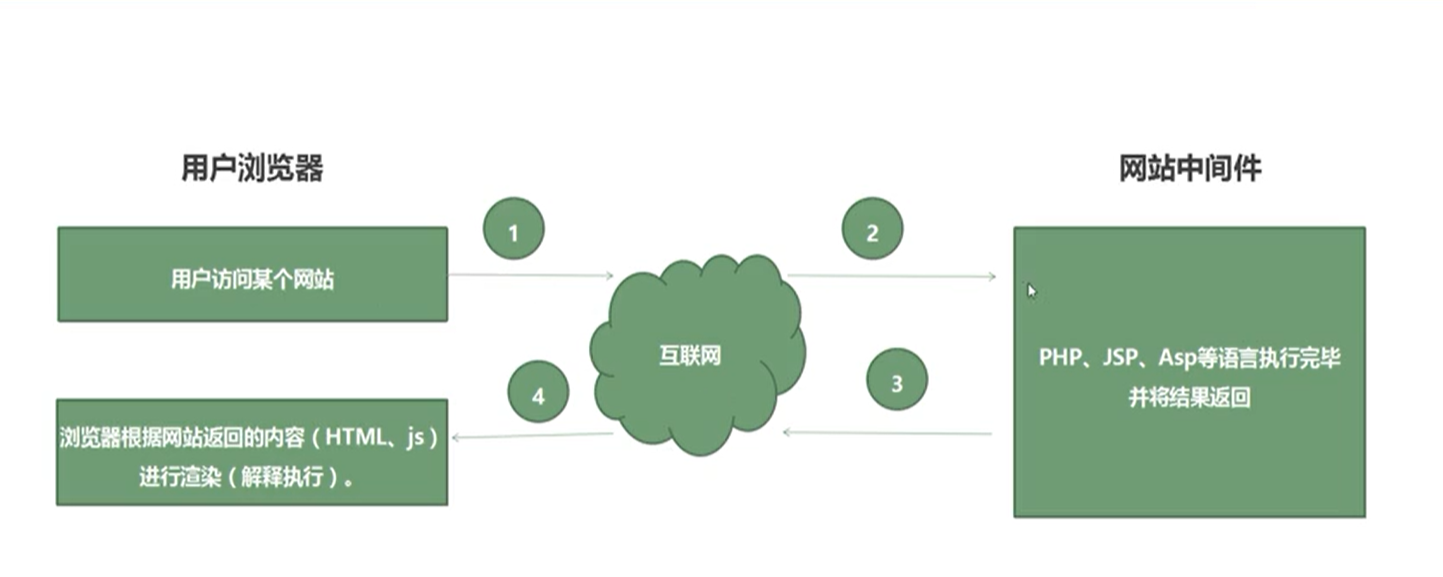 用户浏览器
网站中间件
1
2
用户访问某个网站
互联网
PHP、JSP、Asp等语言执行完毕
并将结果返回
3
4
浏览器根据网站返回的内容（HTML、js）
进行渲染（解释执行）。